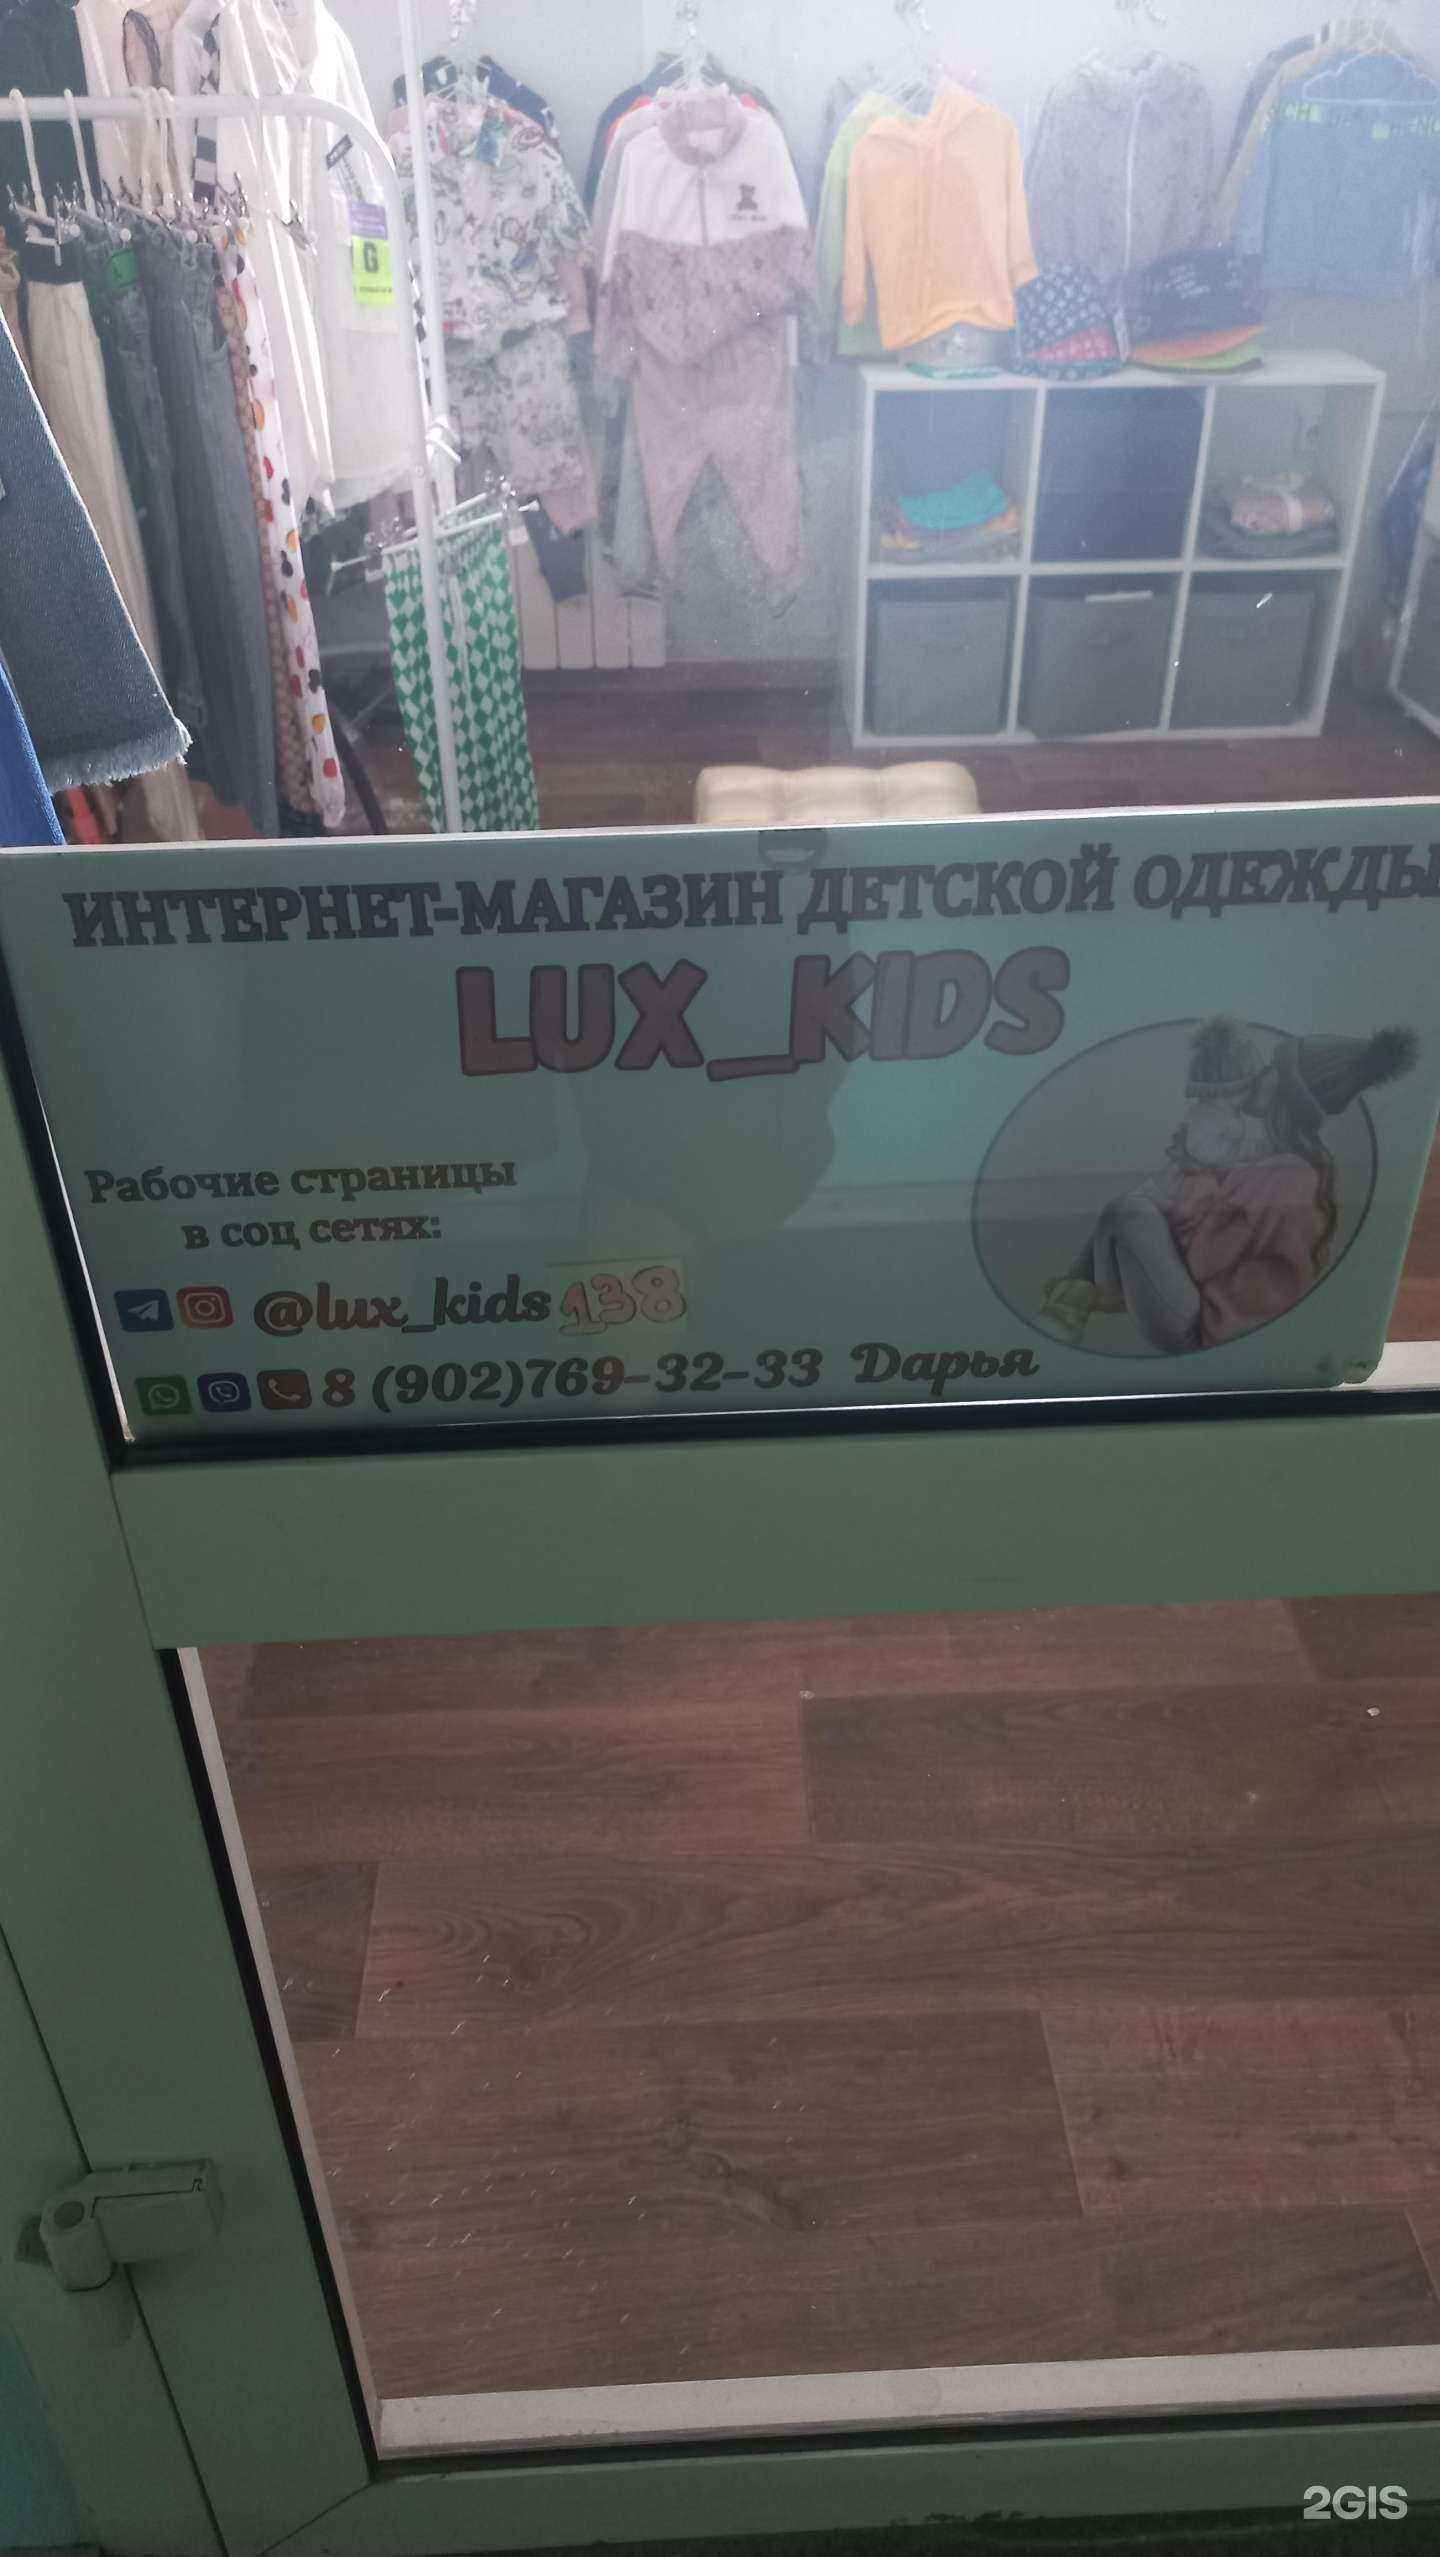 G
ИНТЕРНЕТ-МАГАЗИН ДЕТСКОЙ ОДЕЖДЫ
LUX_KIDS
Рабочие страницы
в соц сетях:
@lux_kids138
8 (902)769-32-33 Дарья
2GIS